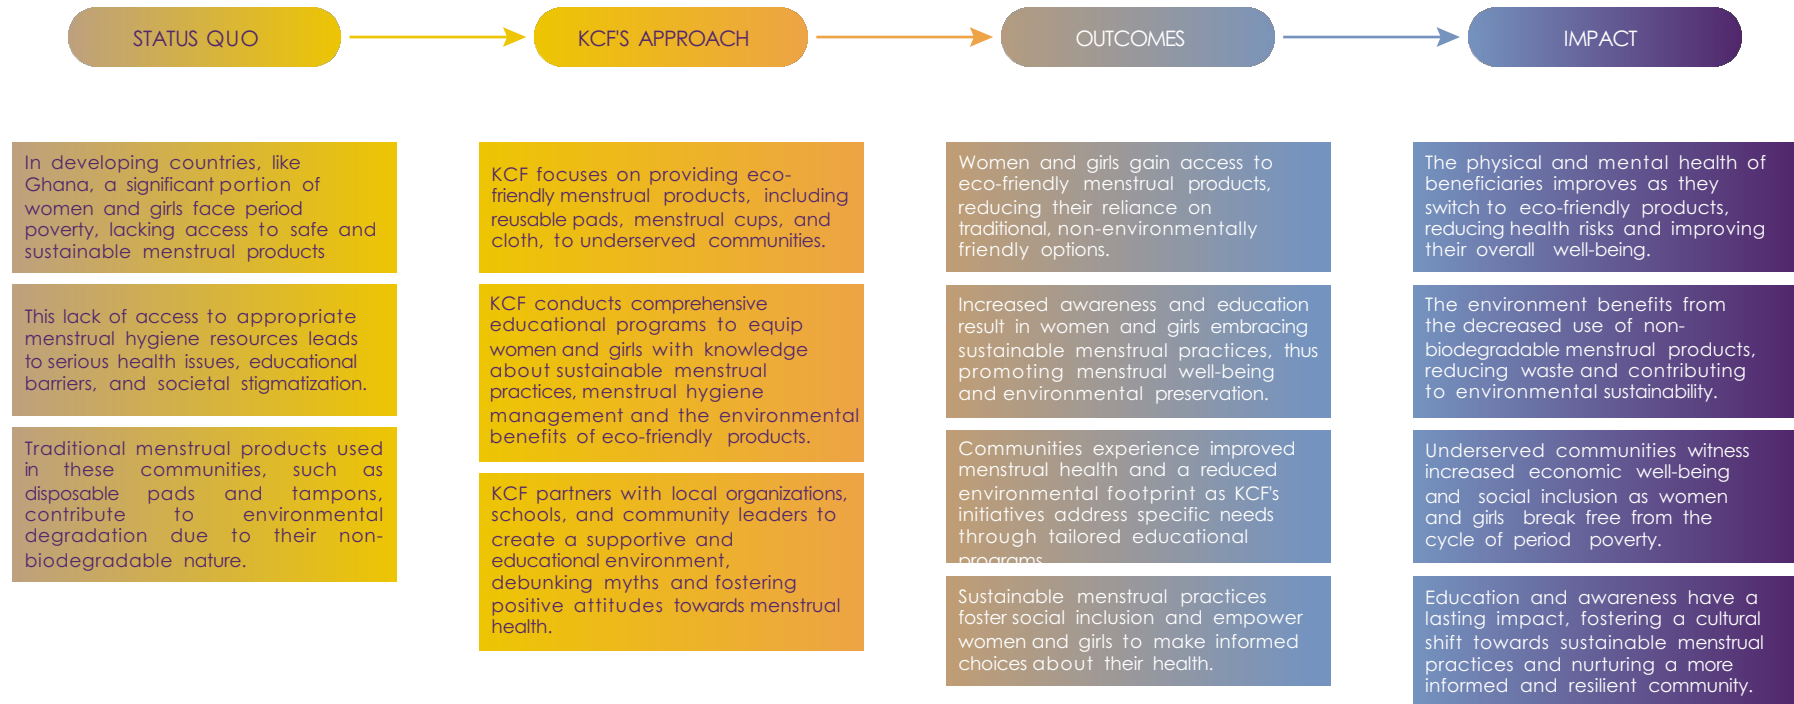 STATUS QUO
KCF'S APPROACH
OUTCOMES
IMPACT
In developing countries, like
Ghana, a significant portion of
women and girls face period
poverty, lacking access to safe and
sustainable menstrual products
This lack of access to appropriate
menstrual hygiene resources leads
to serious health issues, educational
barriers, and societal stigmatization.
Traditional menstrual products used
in these communities, such as
disposable pads and tampons,
contribute to environmental
degradation due to their non-
biodegradable nature.
KCF focuses on providing eco-
friendly menstrual products, including
reusable pads, menstrual cups, and
cloth, to underserved communities.
KCF conducts comprehensive
educational programs to equip
women and girls with knowledge
about sustainable menstrual
practices, menstrual hygiene
management and the environmental
benefits of eco-friendly products.
KCF partners with local organizations,
schools, and community leaders to
create a supportive and
educational environment,
debunking myths and fostering
positive attitudes towards menstrual
health.
Women and girls gain access to
eco-friendly menstrual products,
reducing their reliance on
traditional, non-environmentally
friendly options.
Increased awareness and education
result in women and girls embracing
sustainable menstrual practices, thus
promoting menstrual well-being
and environmental preservation.
Communities experience improved
menstrual health and a reduced
environmental footprint as KCF's
initiatives address specific needs
through tailored educational
programs
Sustainable menstrual practices
foster social inclusion and empower
women and girls to make informed
choices about their health.
The physical and mental health of
beneficiaries improves as they
switch to eco-friendly products,
reducing health risks and improving
their overall well-being.
The environment benefits from
the decreased use of non-
biodegradable menstrual products,
reducing waste and contributing
to environmental sustainability.
Underserved communities witness
increased economic well-being
and social inclusion as women
and girls break free from the
cycle of period poverty.
Education and awareness have a
lasting impact, fostering a cultural
shift towards sustainable menstrual
practices and nurturing a more
informed and resilient community.